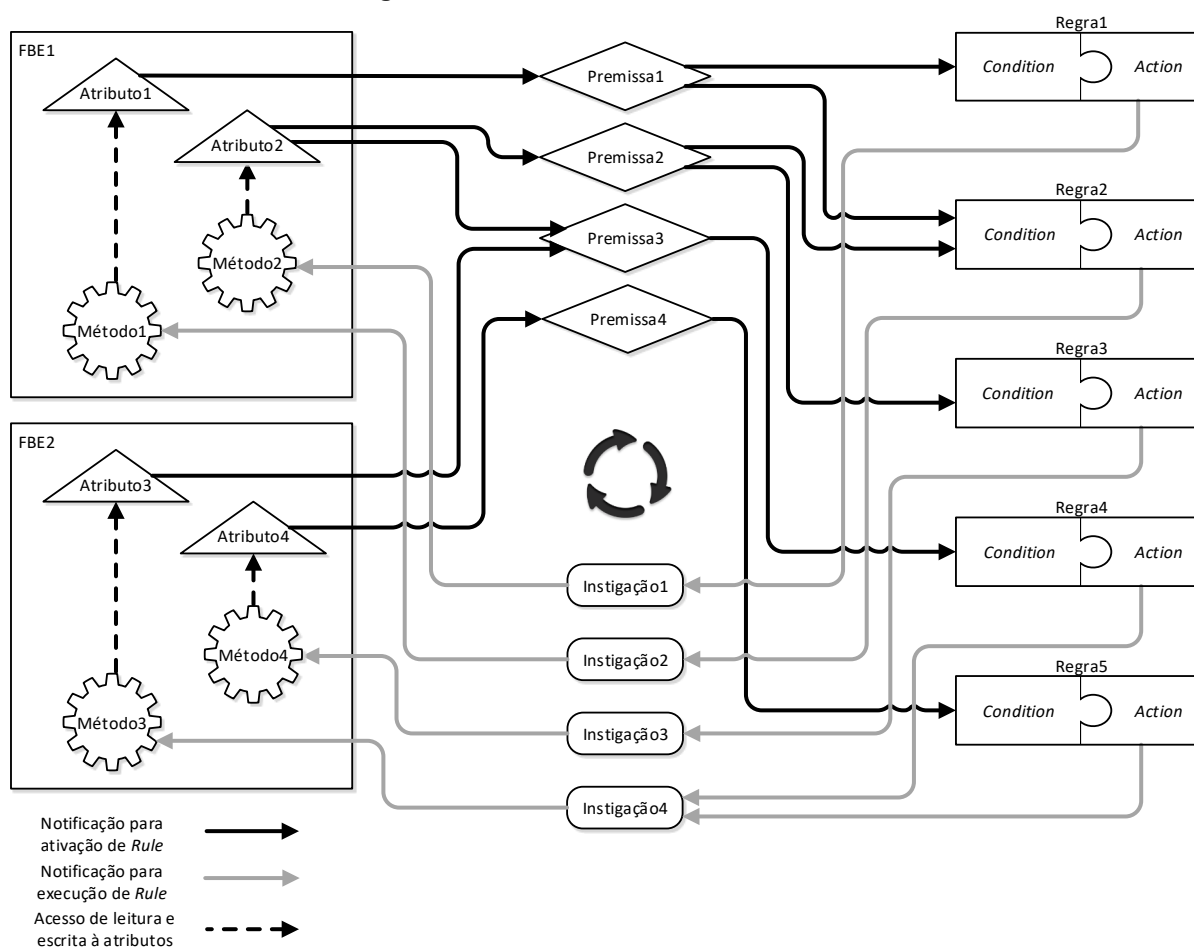 Regra1
FBE1
Atributo1
Premissa1
Condition
Action
Atributo2
Premissa2
Regra2
Premissa3
Condition
Action
Método2
Método1
Premissa4
Regra3
Condition
Action
FBE2
Atributo3
Regra4
Atributo4
Condition
Action
Instigação1
Método4
Instigação2
Regra5
Método3
Instigação3
Condition
Action
Instigação4
Notificação para
ativação de Rule
Notificação para
execução de Rule
Acesso de leitura e
escrita à atributos